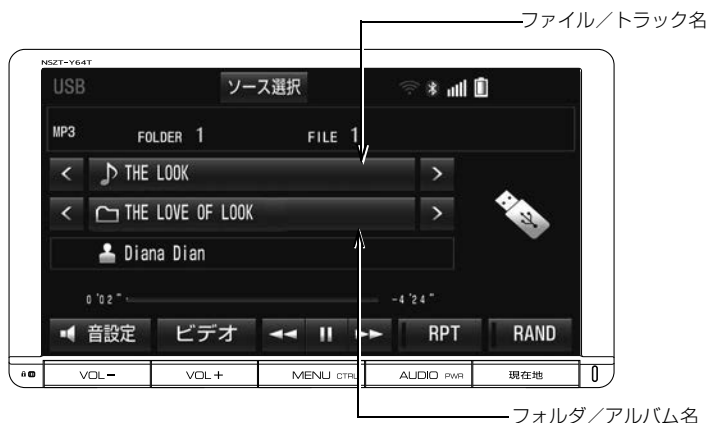 ファイル／トラック名
NSZT-Y64T
USB ソース選択
MP3 FOLDER 1 FILE 1
< THE LOOK >
< THE LOVE OF LOOK >
Diana Dian
0'02" -4'24"
音設定 ビデオ RPT RAND
VOL－ VOL＋ MENU CTRL AUDIO PWR 現在地
フォルダ／アルバム名